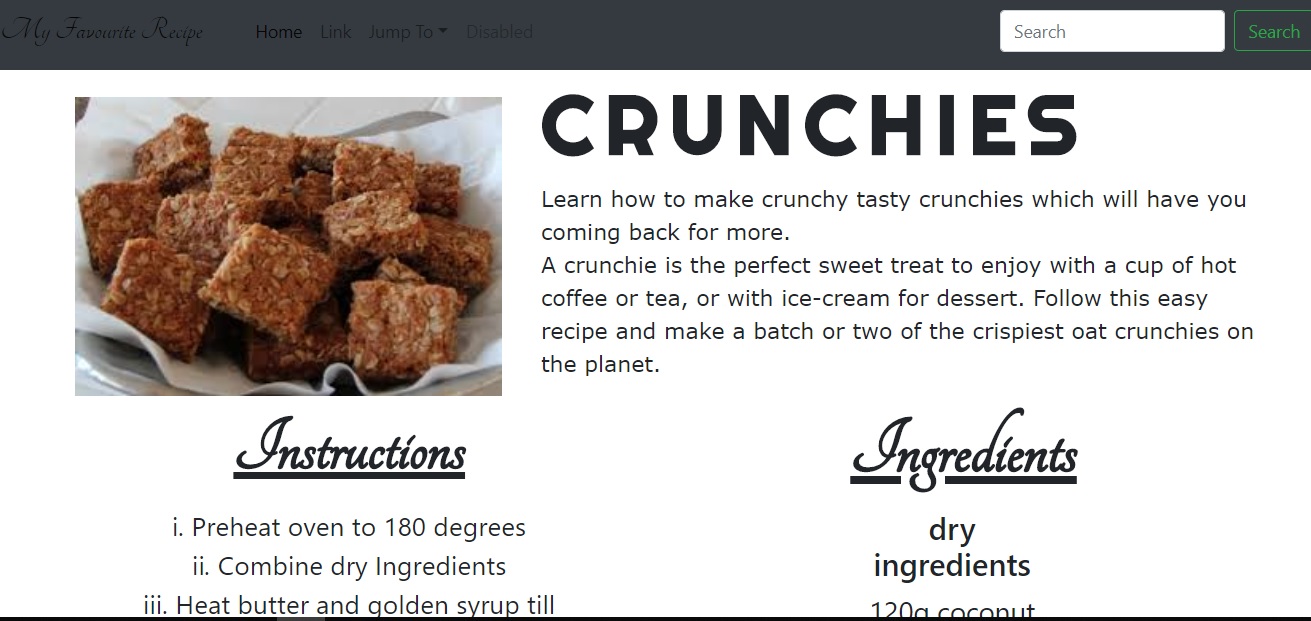 My Favourite Recipe Home Link Jump To Disabled Search Search
CRUNCHIES
Learn how to make crunchy tasty crunchies which will have you
coming back for more.
A crunchie is the perfect sweet treat to enjoy with a cup of hot
coffee or tea, or with ice-cream for dessert. Follow this easy
recipe and make a batch or two of the crispiest oat crunchies on
the planet.
Instructions
i. Preheat oven to 180 degrees
ii. Combine dry Ingredients
iii. Heat butter and golden syrup till
Ingredients
dry
ingredients
120g coconut